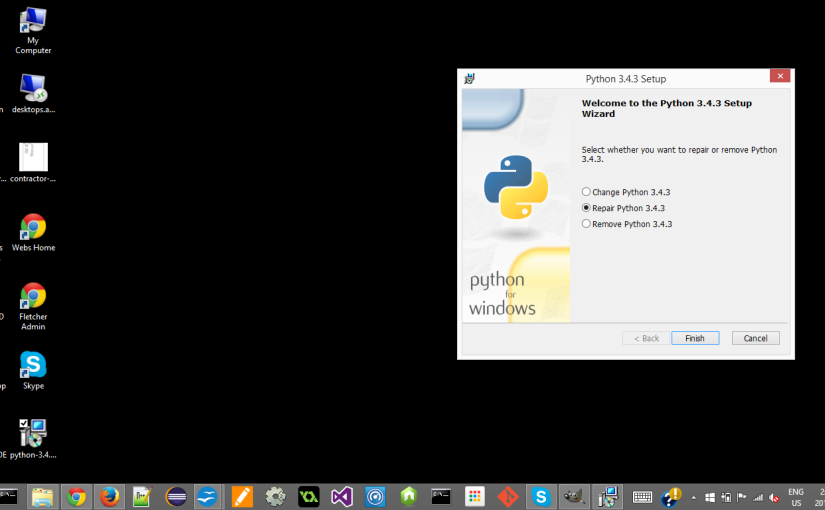 My
Computer
desktops.a...
contractor-...
Webs Home
Fletcher
Admin
Skype
python-3.4....
Python 3.4.3 Setup
Welcome to the Python 3.4.3 Setup
Wizard
Select whether you want to repair or remove Python
3.4.3.
Change Python 3.4.3
Repair Python 3.4.3
Remove Python 3.4.3
python
for
windows
< Back
Finish
Cancel
ENG
US